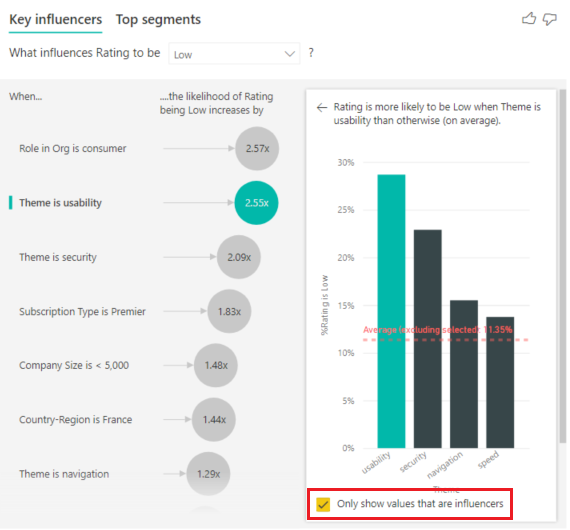 Key influencers Top segments
What influences Rating to be Low ?
When...
....the likelihood of Rating
being Low increases by
Role in Org is consumer 2.57x
Theme is usability 2.55x
Theme is security 2.09x
Subscription Type is Premier 1.83x
Company Size is < 5,000 1.48x
Country-Region is France 1.44x
Theme is navigation 1.29x
← Rating is more likely to be Low when Theme is
usability than otherwise (on average).
30%
25%
20%
15%
10%
5%
0%
%Rating is Low
Average (excluding selected): 11.35%
usability security navigation speed
Theme
Only show values that are influencers